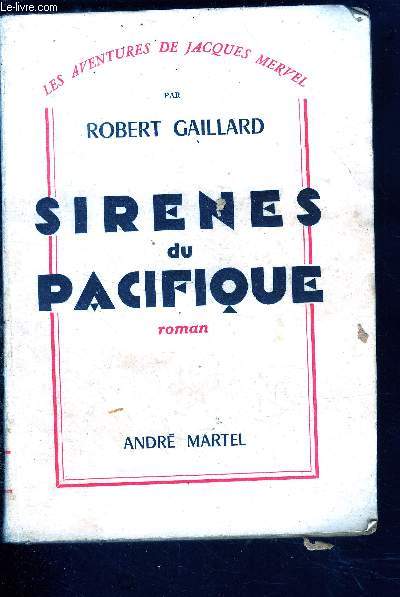 Le-livre.com
LES AVENTURES DE JACQUES MERVEL
PAR
ROBERT GAILLARD
SIRENES
du
PACIFIQUE
roman
ANDRÉ MARTEL